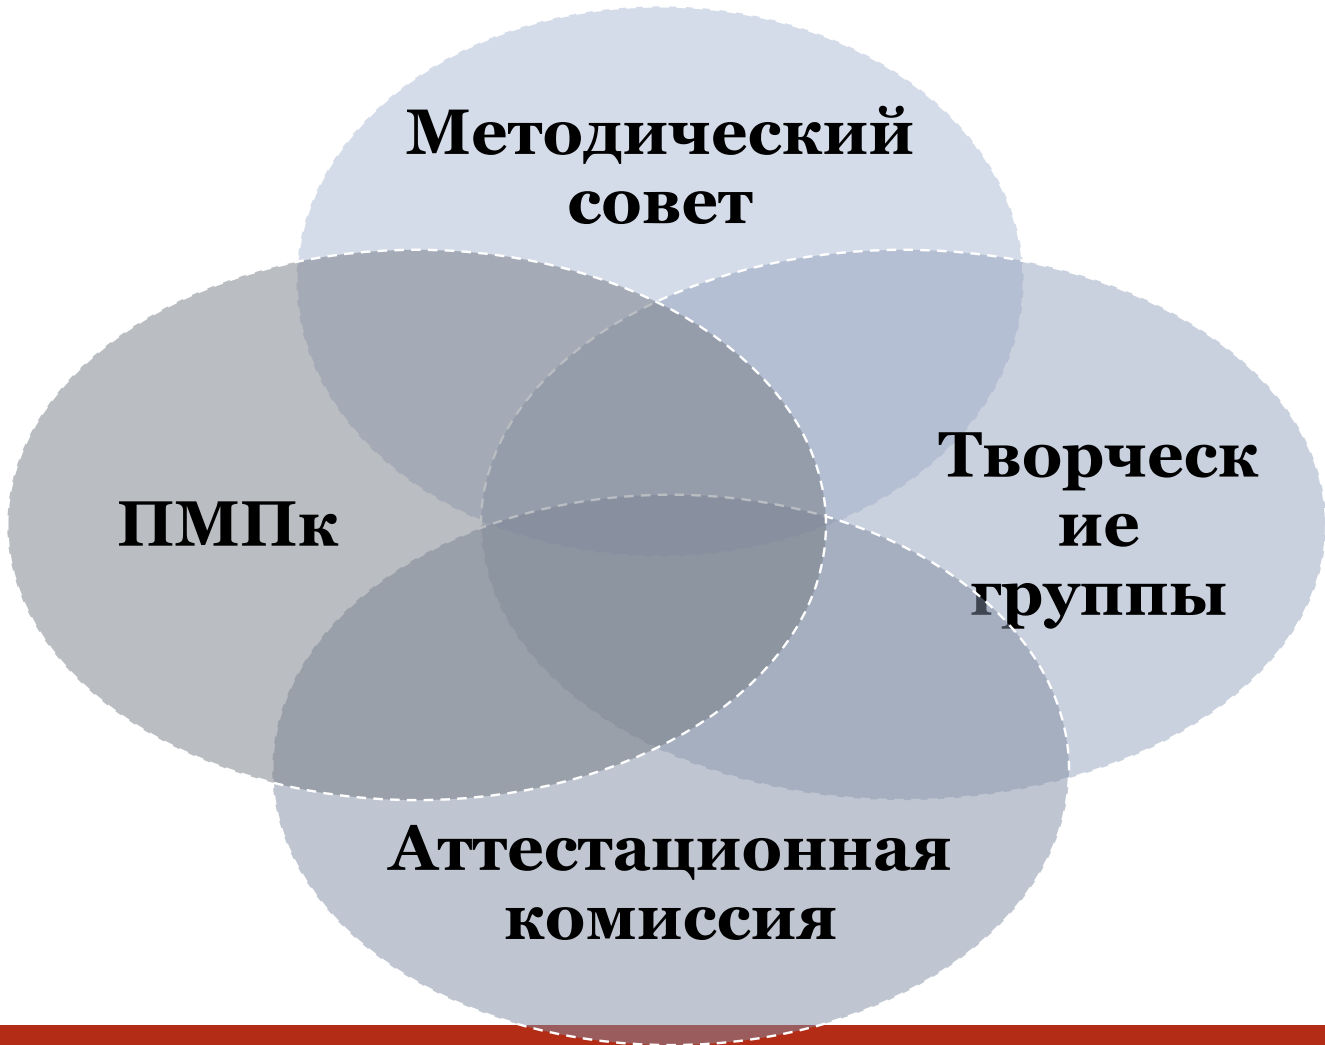 Методический
совет
Творческ
ие
группы
ПМПк
Аттестационная
комиссия